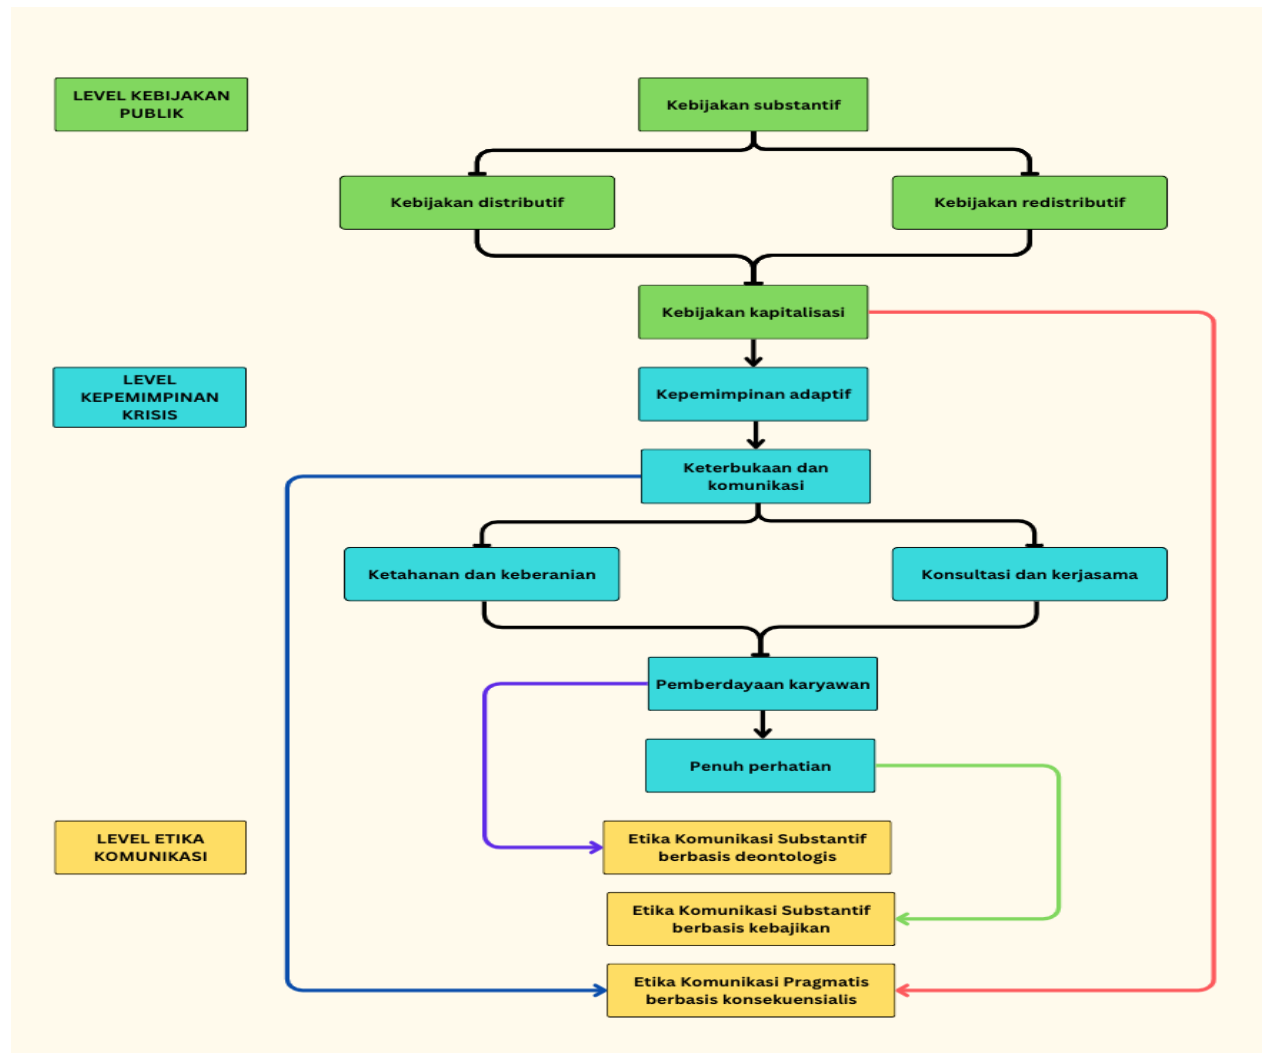 LEVEL KEBIJAKAN
PUBLIK
Kebijakan substantif
Kebijakan distributif
Kebijakan redistributif
Kebijakan kapitalisasi
LEVEL
KEPEMIMPINAN
KRISIS
Kepemimpinan adaptif
Keterbukaan dan
komunikasi
Ketahanan dan keberanian
Konsultasi dan kerjasama
Pemberdayaan karyawan
Penuh perhatian
LEVEL ETIKA
KOMUNIKASI
Etika Komunikasi Substantif
berbasis deontologis
Etika Komunikasi Substantif
berbasis kebajikan
Etika Komunikasi Pragmatis
berbasis konsekuensialis